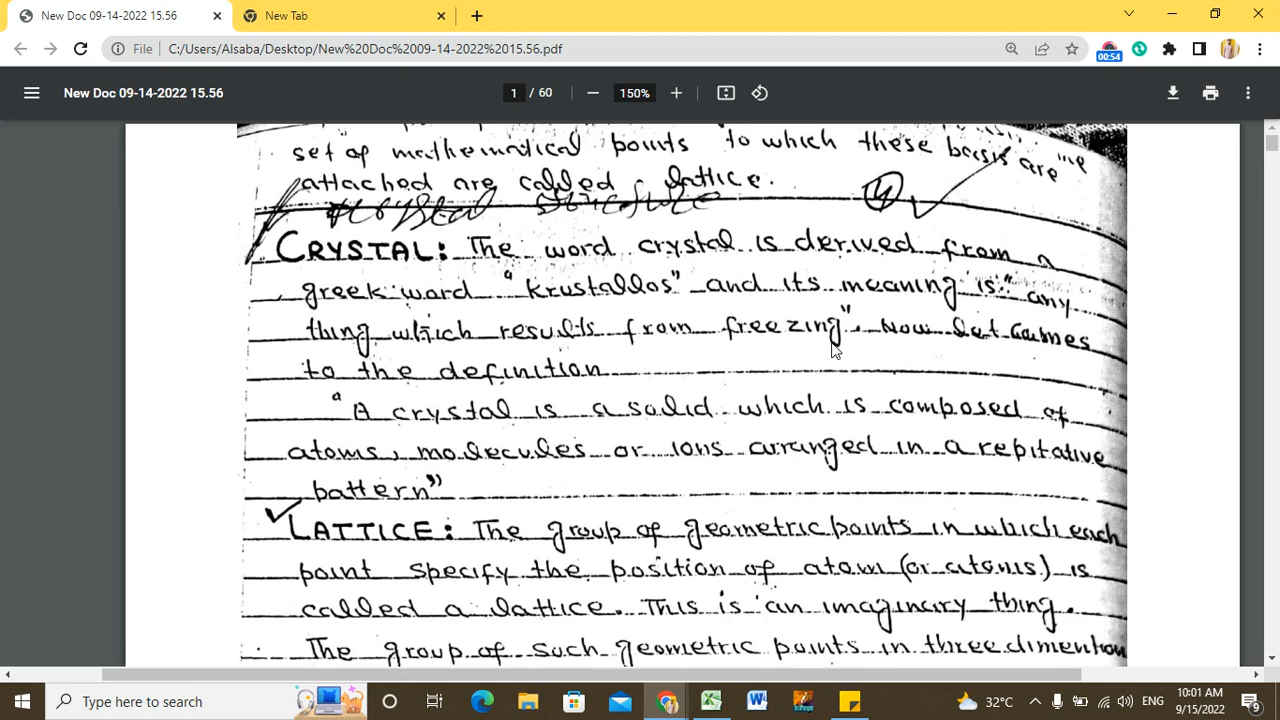 New Doc 09-14-2022 15.56
New Tab
File C:/Users/Alsaba/Desktop/New%20Doc%2009-14-2022%2015.56.pdf
00:54
New Doc 09-14-2022 15.56
1 / 60
150%
set of mathematical points to which these basis are
attached are called lattice.
Crystal structure
4
CRYSTAL: The word crystal is derived from a
greek word "krustallos" and its meaning is "any
thing which results from freezing". Now let comes
to the definition
"A crystal is a solid which is composed of
atoms, molecules or ions arranged in a repitative
pattern"
LATTICE: The group of geometric points in which each
point specify the position of atom (or atoms) is
called a lattice. This is an imaginary thing.
The group of such geometric points in three dimention
Type here to search
32°C
ENG
10:01 AM
9/15/2022
9